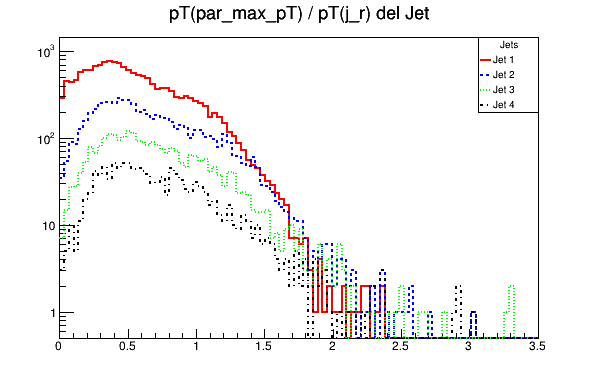 pT(par_max_pT) / pT(j_r) del Jet
Jets
Jet 1
Jet 2
Jet 3
Jet 4
10³
10²
10
1
0 0.5 1 1.5 2 2.5 3 3.5